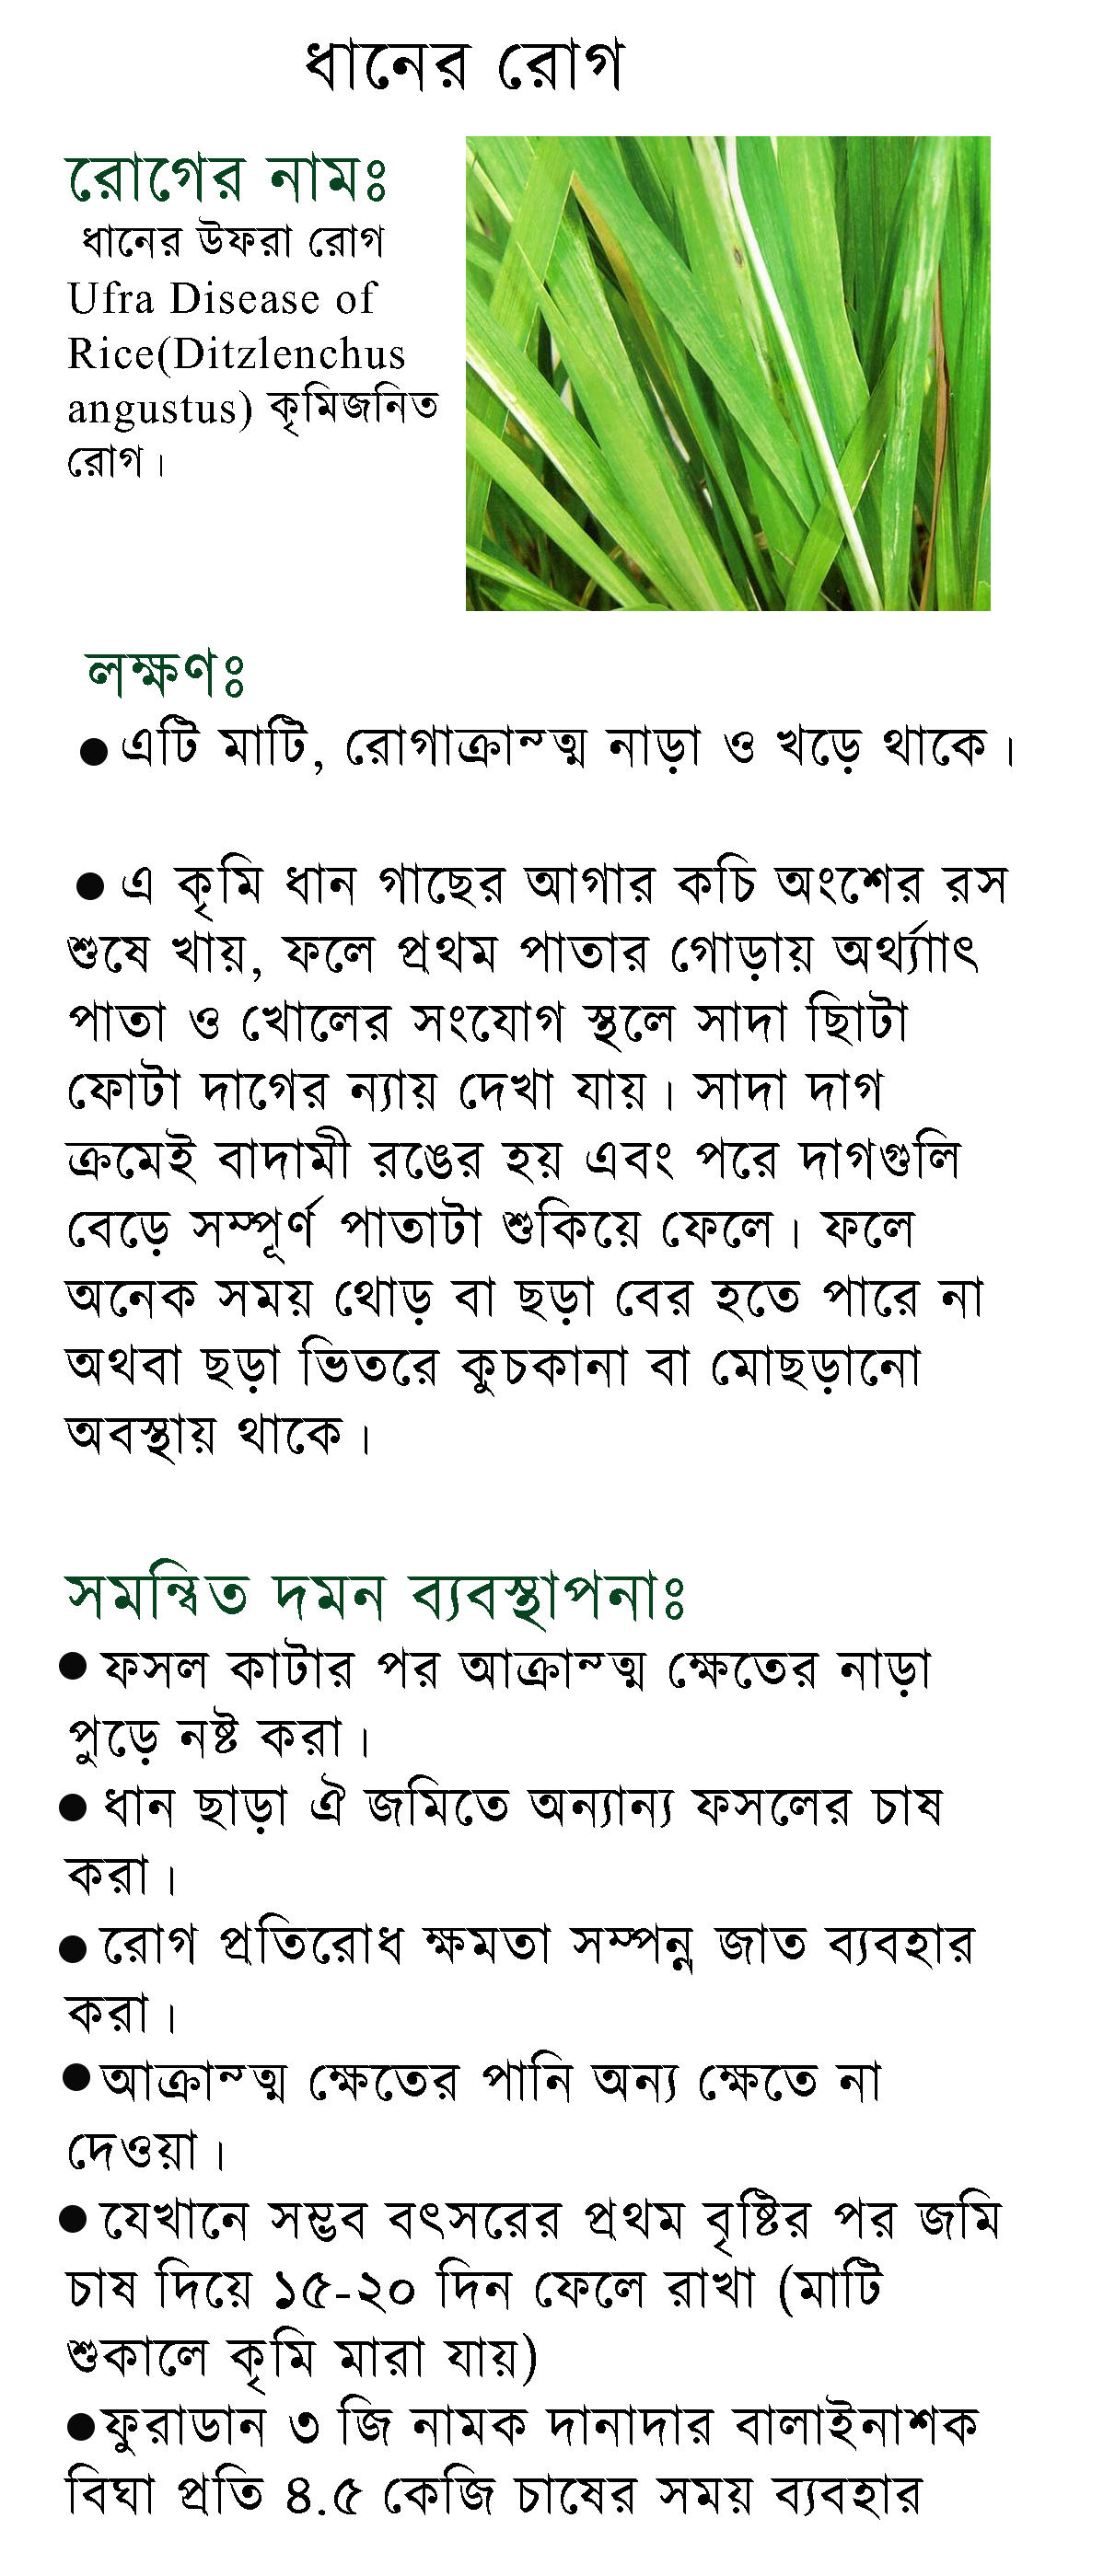 ধানের রোগ
রোগের নামঃ
ধানের উফরা রোগ
Ufra Disease of
Rice(Ditzlenchus
angustus) কৃমিজনিত
রোগ।
লক্ষণঃ
● এটি মাটি, রোগাক্রান্ত্ম নাড়া ও খড়ে থাকে।
● এ কৃমি ধান গাছের আগার কচি অংশের রস
শুষে খায়, ফলে প্রথম পাতার গোড়ায় অর্থ্যাাৎ
পাতা ও খোলের সংযোগ স্থলে সাদা ছিাটা
ফোটা দাগের ন্যায় দেখা যায়। সাদা দাগ
ক্রমেই বাদামী রঙের হয় এবং পরে দাগগুলি
বেড়ে সম্পূর্ণ পাতাটা শুকিয়ে ফেলে। ফলে
অনেক সময় থোড় বা ছড়া বের হতে পারে না
অথবা ছড়া ভিতরে কুচকানা বা মোছড়ানো
অবস্থায় থাকে।
সমন্বিত দমন ব্যবস্থাপনাঃ
● ফসল কাটার পর আক্রান্ত্ম ক্ষেতের নাড়া
পুড়ে নষ্ট করা।
● ধান ছাড়া ঐ জমিতে অন্যান্য ফসলের চাষ
করা।
● রোগ প্রতিরোধ ক্ষমতা সম্পন্ন জাত ব্যবহার
করা।
● আক্রান্ত্ম ক্ষেতের পানি অন্য ক্ষেতে না
দেওয়া।
● যেখানে সম্ভব বৎসরের প্রথম বৃষ্টির পর জমি
চাষ দিয়ে ১৫-২০ দিন ফেলে রাখা (মাটি
শুকালে কৃমি মারা যায়)
● ফুরাডান ৩ জি নামক দানাদার বালাইনাশক
বিঘা প্রতি ৪.৫ কেজি চাষের সময় ব্যবহার